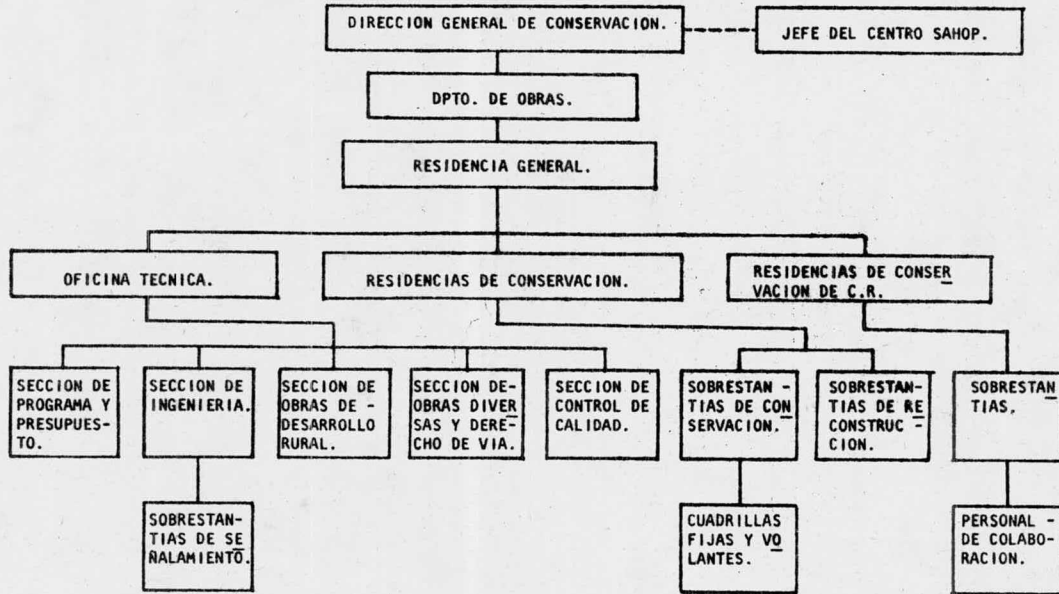 DIRECCION GENERAL DE CONSERVACION.
JEFE DEL CENTRO SAHOP.
DPTO. DE OBRAS.
RESIDENCIA GENERAL.
OFICINA TECNICA.
RESIDENCIAS DE CONSERVACION.
RESIDENCIAS DE CONSER
VACION DE C.R.
SECCION DE
PROGRAMA Y
PRESUPUES-
TO.
SECCION DE
INGENIERIA.
SECCION DE
OBRAS DE -
DESARROLLO
RURAL.
SECCION DE-
OBRAS DIVER
SAS Y DERE-
CHO DE VIA.
SECCION DE
CONTROL DE
CALIDAD.
SOBRESTAN -
TIAS DE CON
SERVACION.
SOBRESTAN-
TIAS DE RE
CONSTRUC -
CION.
SOBRESTAN
TIAS.
SOBRESTAN-
TIAS DE SE
ÑALAMIENTO.
CUADRILLAS
FIJAS Y VO
LANTES.
PERSONAL -
DE COLABO-
RACION.